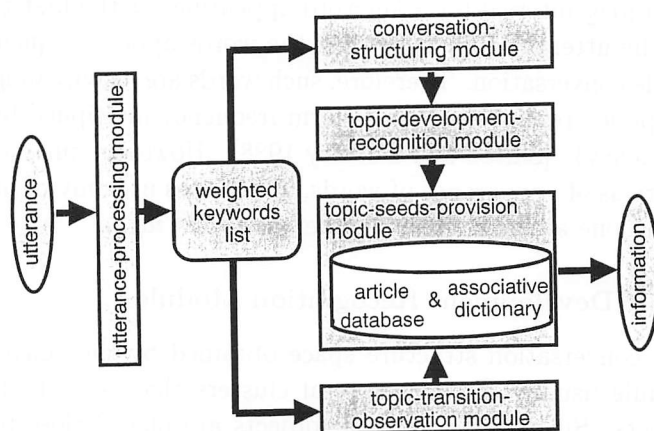 conversation-
structuring module
topic-development-
recognition module
utterance
utterance-processing module
weighted
keywords
list
topic-seeds-provision
module
article
database
&
associative
dictionary
information
topic-transition-
observation module